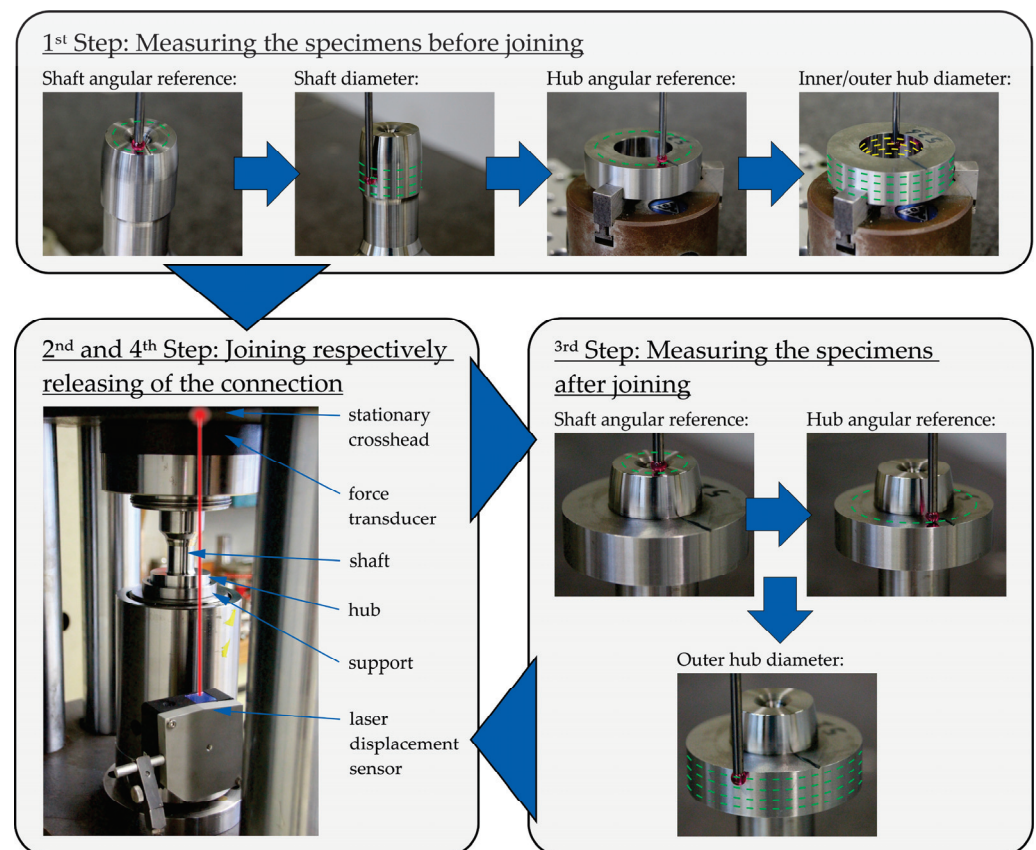 1st Step: Measuring the specimens before joining
Shaft angular reference:
Shaft diameter:
Hub angular reference:
Inner/outer hub diameter:
2nd and 4th Step: Joining respectively
releasing of the connection
stationary
crosshead
force
transducer
shaft
hub
support
laser
displacement
sensor
3rd Step: Measuring the specimens
after joining
Shaft angular reference:
Hub angular reference:
Outer hub diameter: